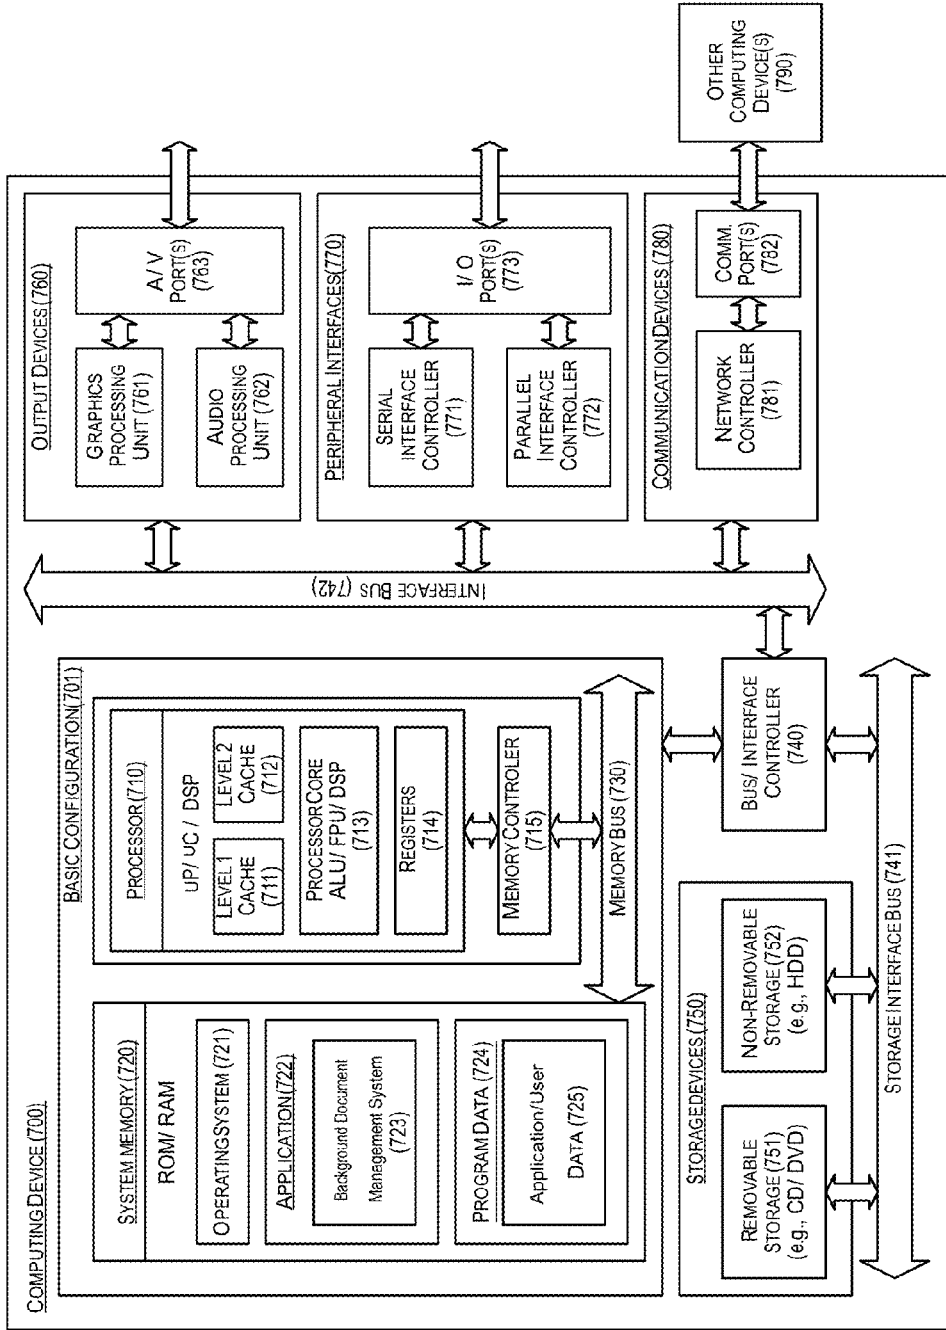 COMPUTING DEVICE (700)
BASIC CONFIGURATION (701)
SYSTEM MEMORY (720)
ROM/ RAM
OPERATING SYSTEM (721)
APPLICATION (722)
Background Document
Management System
(723)
PROGRAM DATA (724)
Application/User
DATA (725)
PROCESSOR (710)
UP/ UC / DSP
LEVEL 1
CACHE
(711)
LEVEL 2
CACHE
(712)
PROCESSOR CORE
ALU/ FPU/ DSP
(713)
REGISTERS
(714)
MEMORY CONTROLLER
(715)
MEMORY BUS (730)
STORAGE DEVICES (750)
REMOVABLE
STORAGE (751)
(e.g., CD/ DVD)
NON-REMOVABLE
STORAGE (752)
(e.g., HDD)
BUS/ INTERFACE
CONTROLLER
(740)
STORAGE INTERFACE BUS (741)
INTERFACE BUS (742)
OUTPUT DEVICES (760)
GRAPHICS
PROCESSING
UNIT (761)
AUDIO
PROCESSING
UNIT (762)
A/ V
PORT(S)
(763)
PERIPHERAL INTERFACES (770)
SERIAL
INTERFACE
CONTROLLER
(771)
PARALLEL
INTERFACE
CONTROLLER
(772)
I/ O
PORT(S)
(773)
COMMUNICATION DEVICES (780)
NETWORK
CONTROLLER
(781)
COMM.
PORT(S)
(782)
OTHER
COMPUTING
DEVICE(S)
(790)